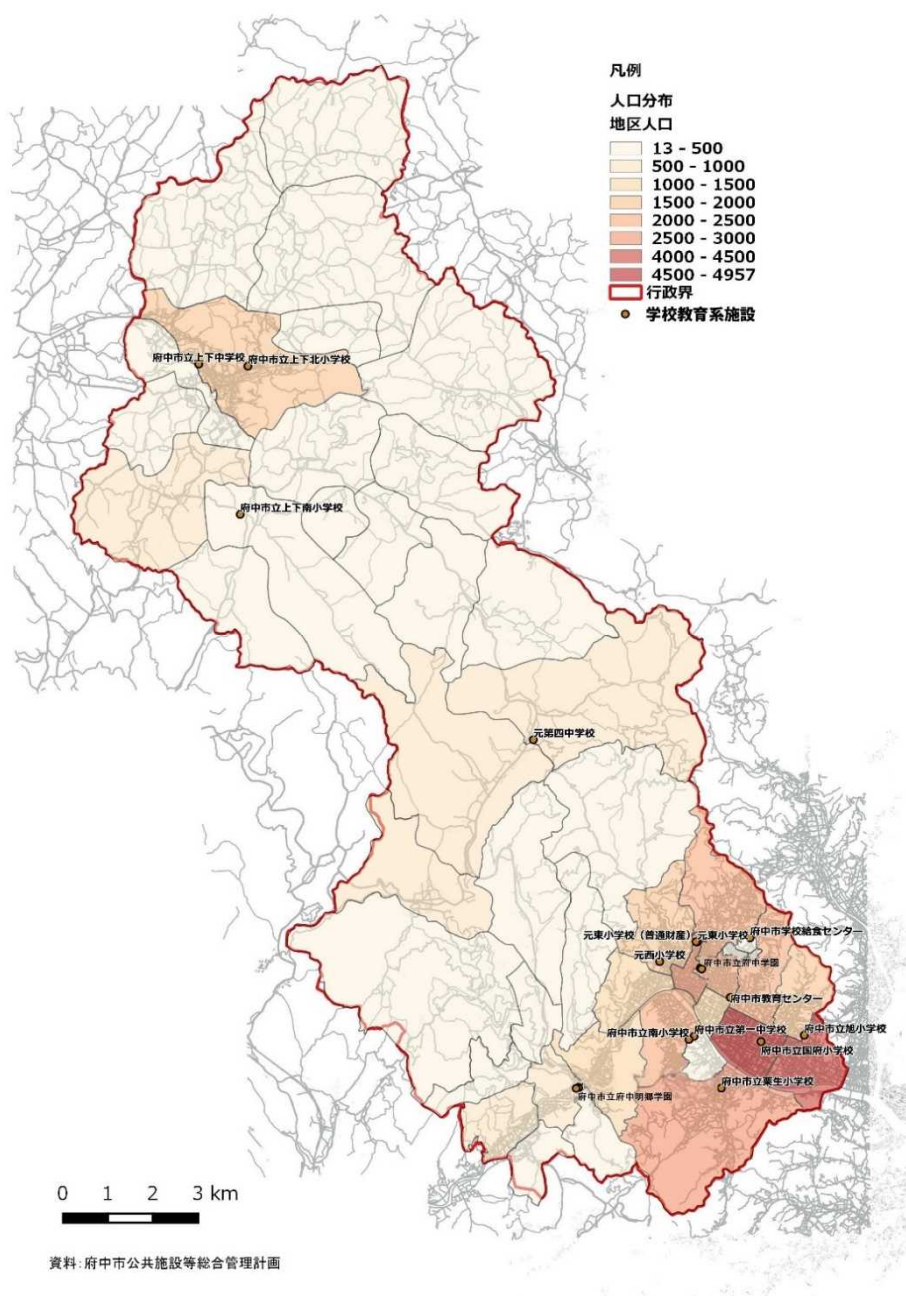 凡例
人口分布
地区人口
13 - 500
500 - 1000
1000 - 1500
1500 - 2000
2000 - 2500
2500 - 3000
4000 - 4500
4500 - 4957
行政界
学校教育系施設
府中市立上下中学校
府中市立上下北小学校
府中市立上下南小学校
元第四中学校
元東小学校（普通財産）
元東小学校
府中市学校給食センター
元西小学校
府中市立府中学園
府中市教育センター
府中市立南小学校
府中市立第一中学校
府中市立旭小学校
府中市立国府小学校
府中市立栗生小学校
府中市立府中明郷学園
0 1 2 3 km
資料:府中市公共施設等総合管理計画